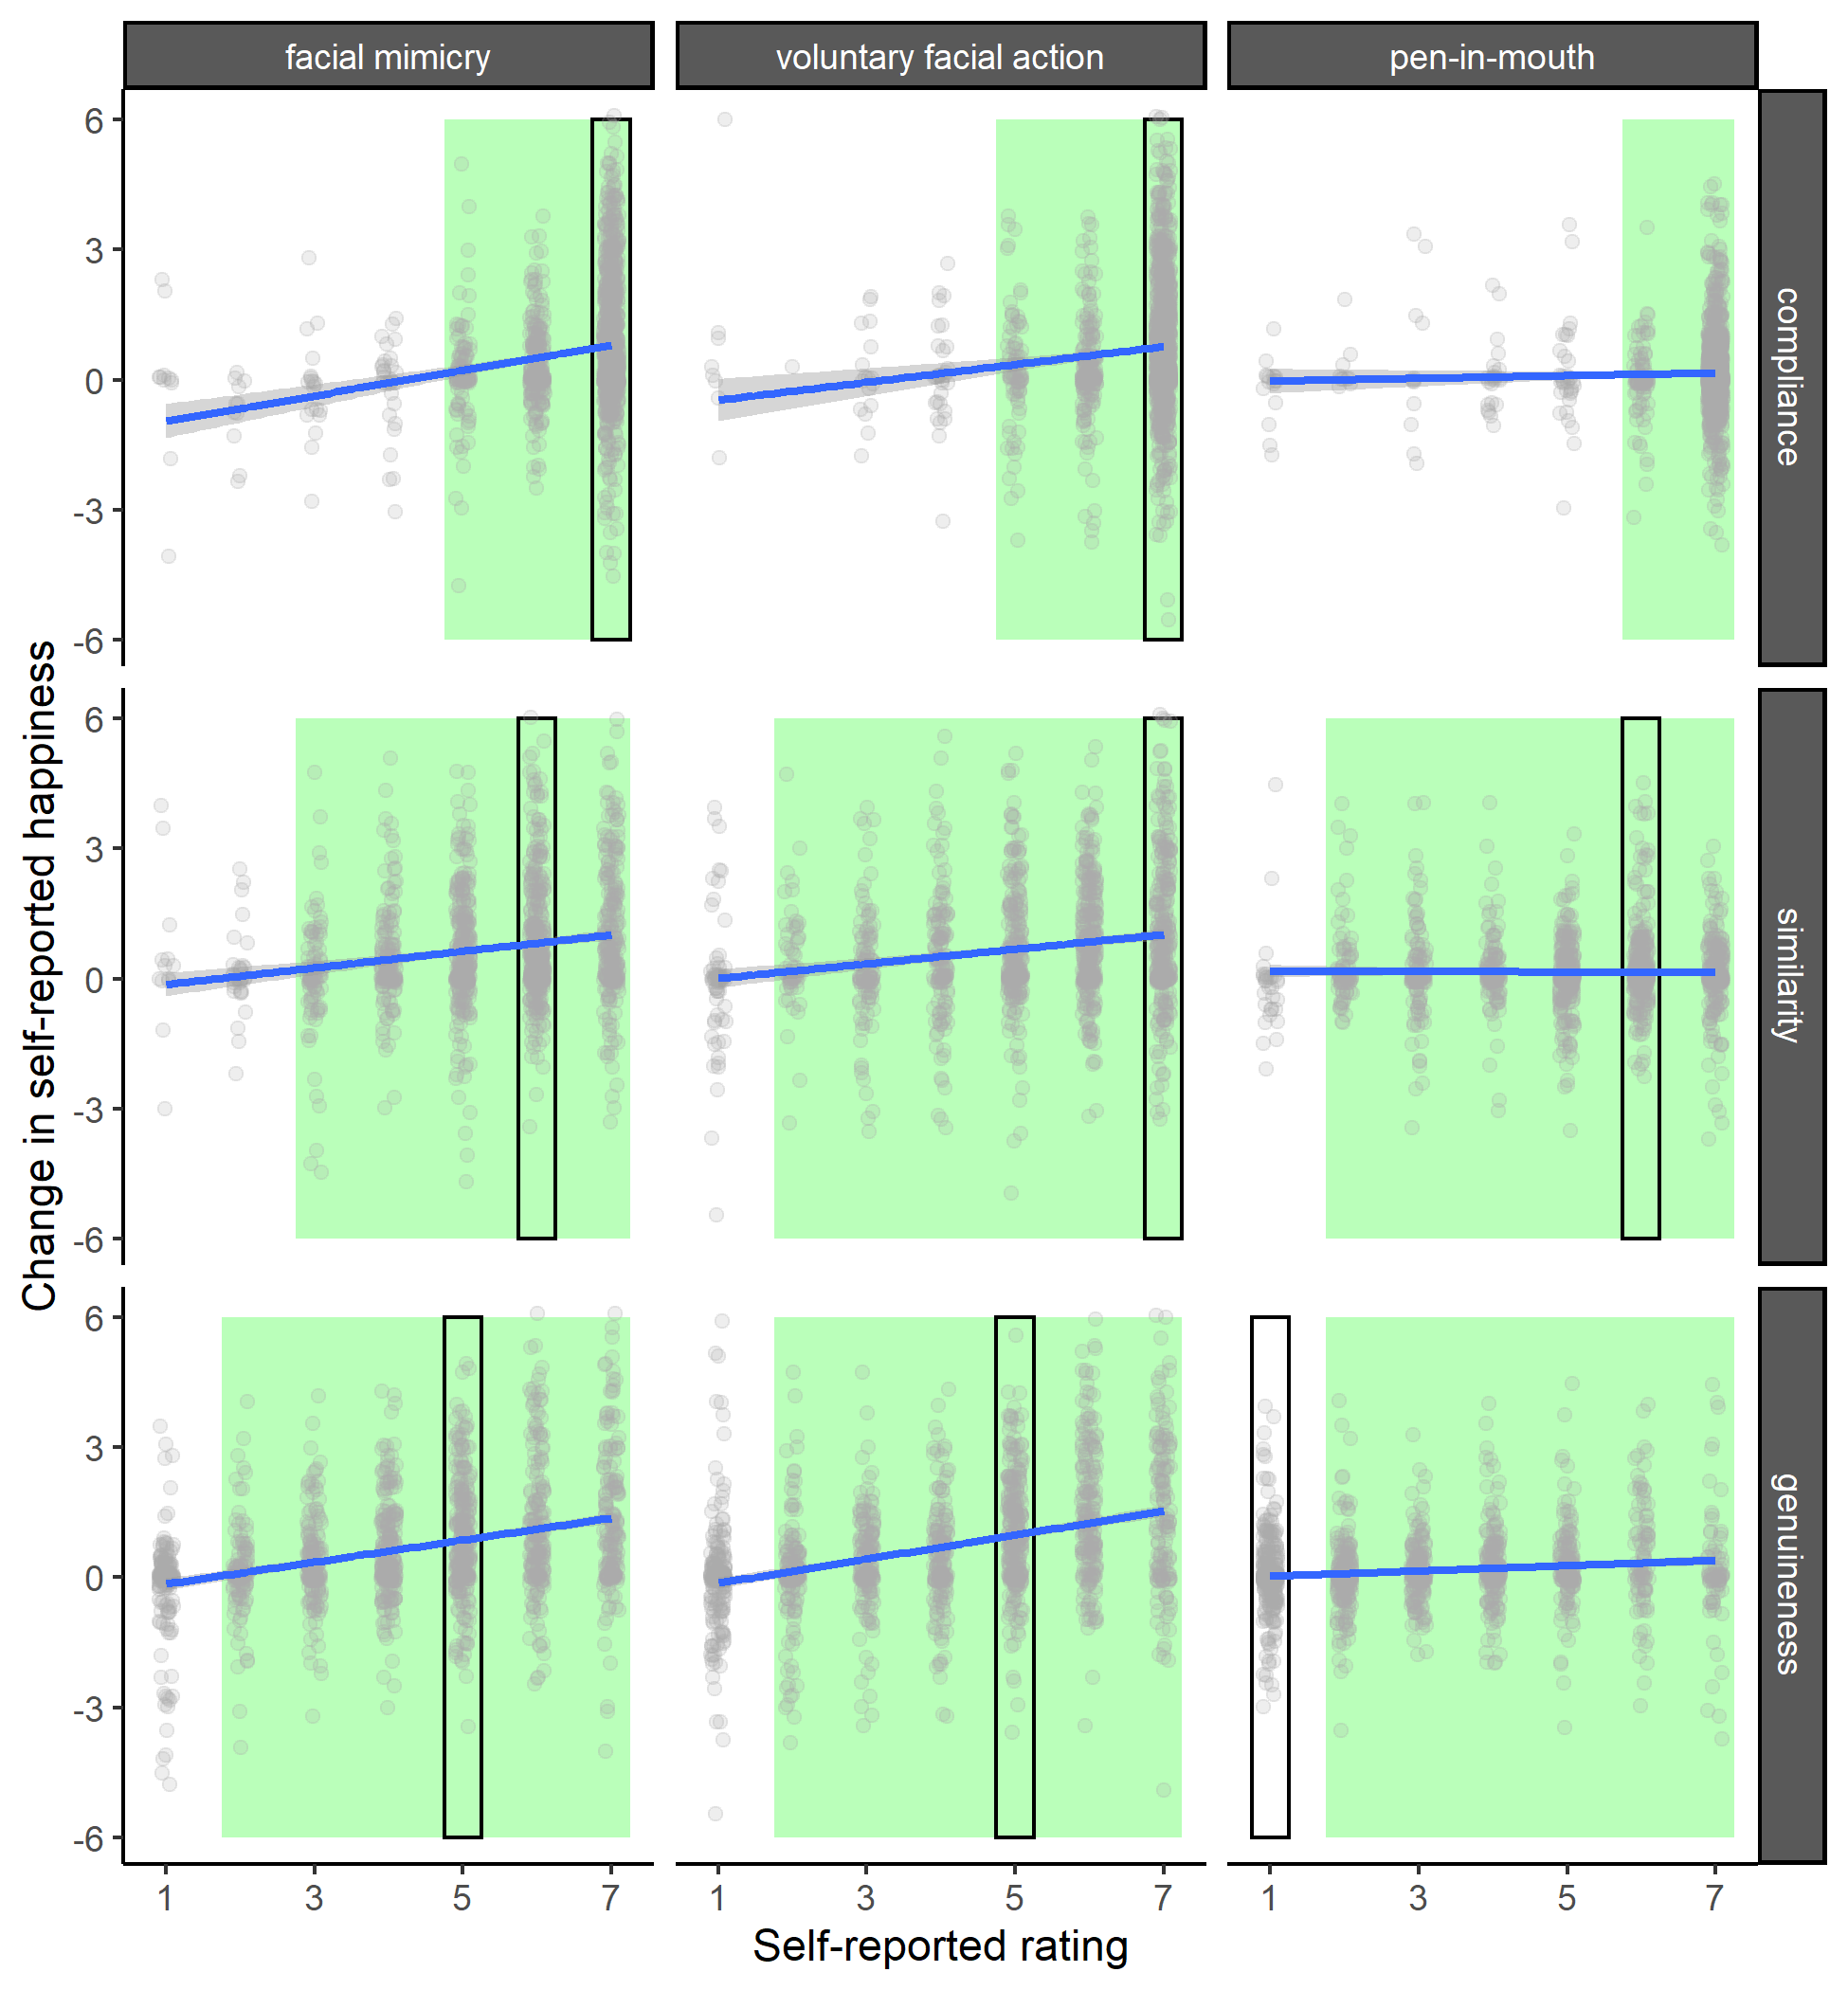 facial mimicry
voluntary facial action
pen-in-mouth
6
3
0
-3
-6
compliance
6
3
0
-3
-6
similarity
6
3
0
-3
-6
genuineness
Change in self-reported happiness
1 3 5 7
1 3 5 7
1 3 5 7
Self-reported rating